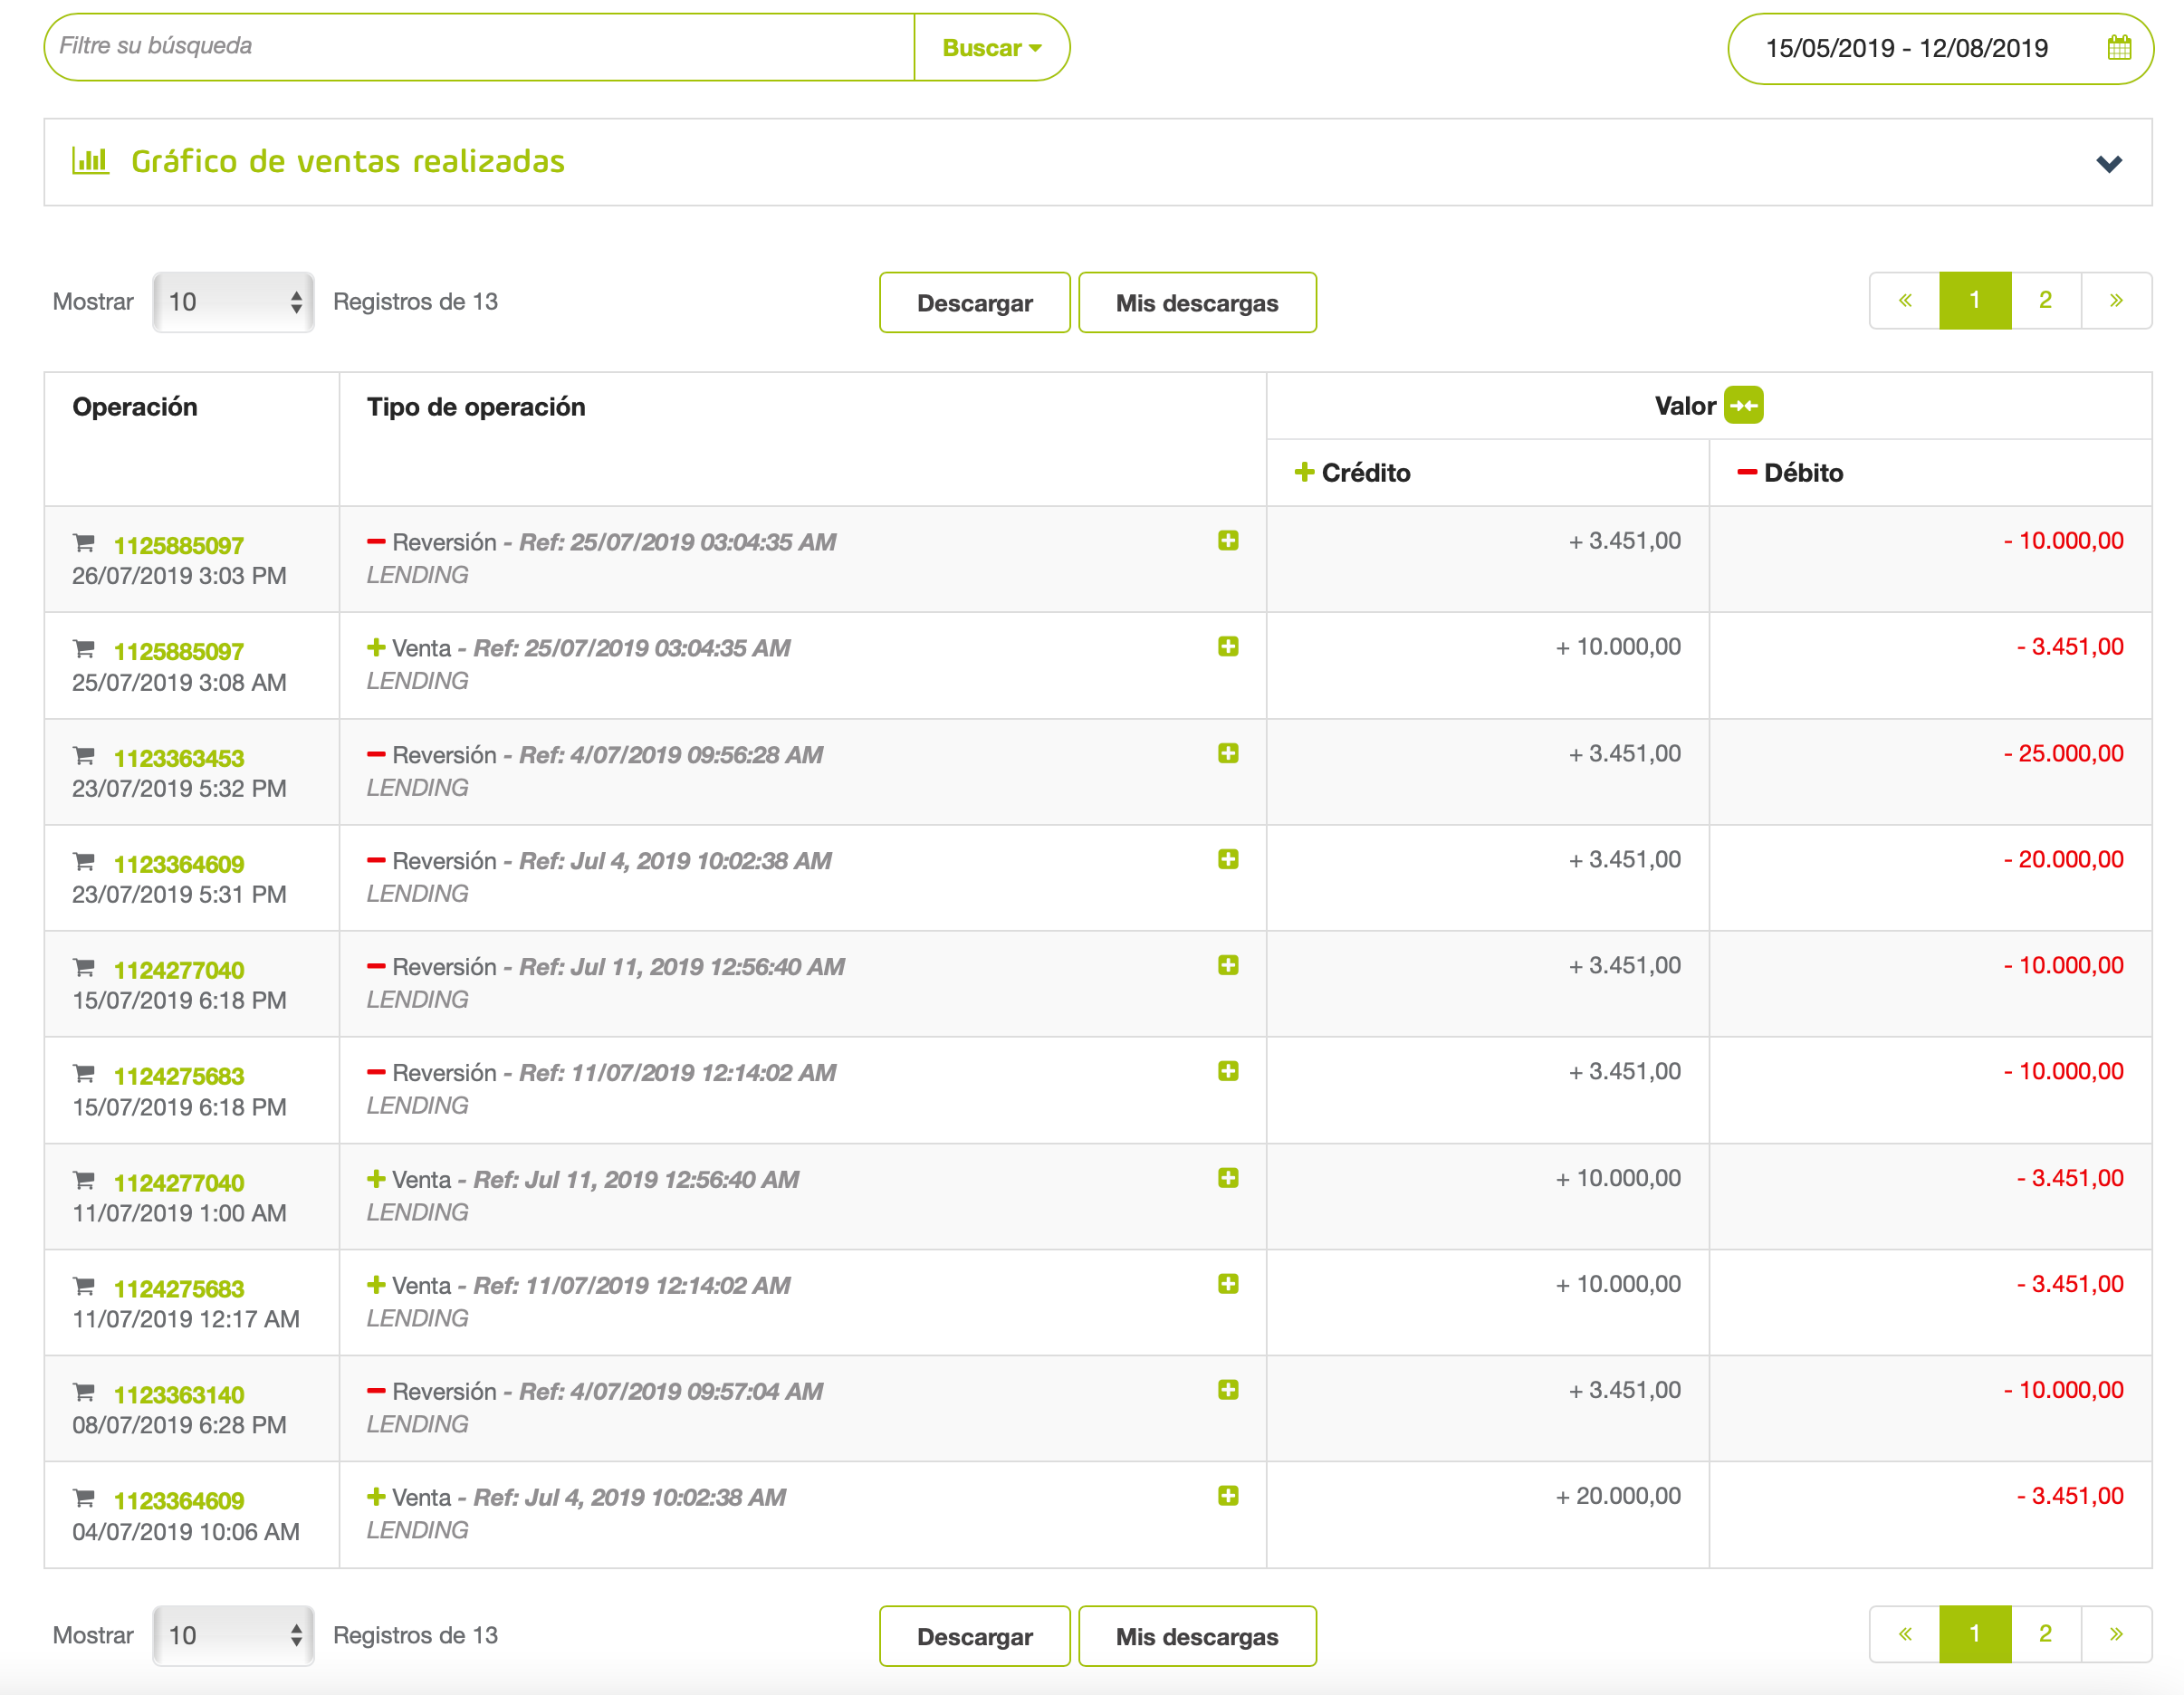 Filtre su búsqueda Buscar 15/05/2019 - 12/08/2019
Gráfico de ventas realizadas
Mostrar 10 Registros de 13 Descargar Mis descargas « 1 2 »
Operación Tipo de operación Valor
+ Crédito - Débito
1125885097 - Reversión - Ref: 25/07/2019 03:04:35 AM + 3.451,00 - 10.000,00
26/07/2019 3:03 PM LENDING
1125885097 + Venta - Ref: 25/07/2019 03:04:35 AM + 10.000,00 - 3.451,00
25/07/2019 3:08 AM LENDING
1123363453 - Reversión - Ref: 4/07/2019 09:56:28 AM + 3.451,00 - 25.000,00
23/07/2019 5:32 PM LENDING
1123364609 - Reversión - Ref: Jul 4, 2019 10:02:38 AM + 3.451,00 - 20.000,00
23/07/2019 5:31 PM LENDING
1124277040 - Reversión - Ref: Jul 11, 2019 12:56:40 AM + 3.451,00 - 10.000,00
15/07/2019 6:18 PM LENDING
1124275683 - Reversión - Ref: 11/07/2019 12:14:02 AM + 3.451,00 - 10.000,00
15/07/2019 6:18 PM LENDING
1124277040 + Venta - Ref: Jul 11, 2019 12:56:40 AM + 10.000,00 - 3.451,00
11/07/2019 1:00 AM LENDING
1124275683 + Venta - Ref: 11/07/2019 12:14:02 AM + 10.000,00 - 3.451,00
11/07/2019 12:17 AM LENDING
1123363140 - Reversión - Ref: 4/07/2019 09:57:04 AM + 3.451,00 - 10.000,00
08/07/2019 6:28 PM LENDING
1123364609 + Venta - Ref: Jul 4, 2019 10:02:38 AM + 20.000,00 - 3.451,00
04/07/2019 10:06 AM LENDING
Mostrar 10 Registros de 13 Descargar Mis descargas « 1 2 »